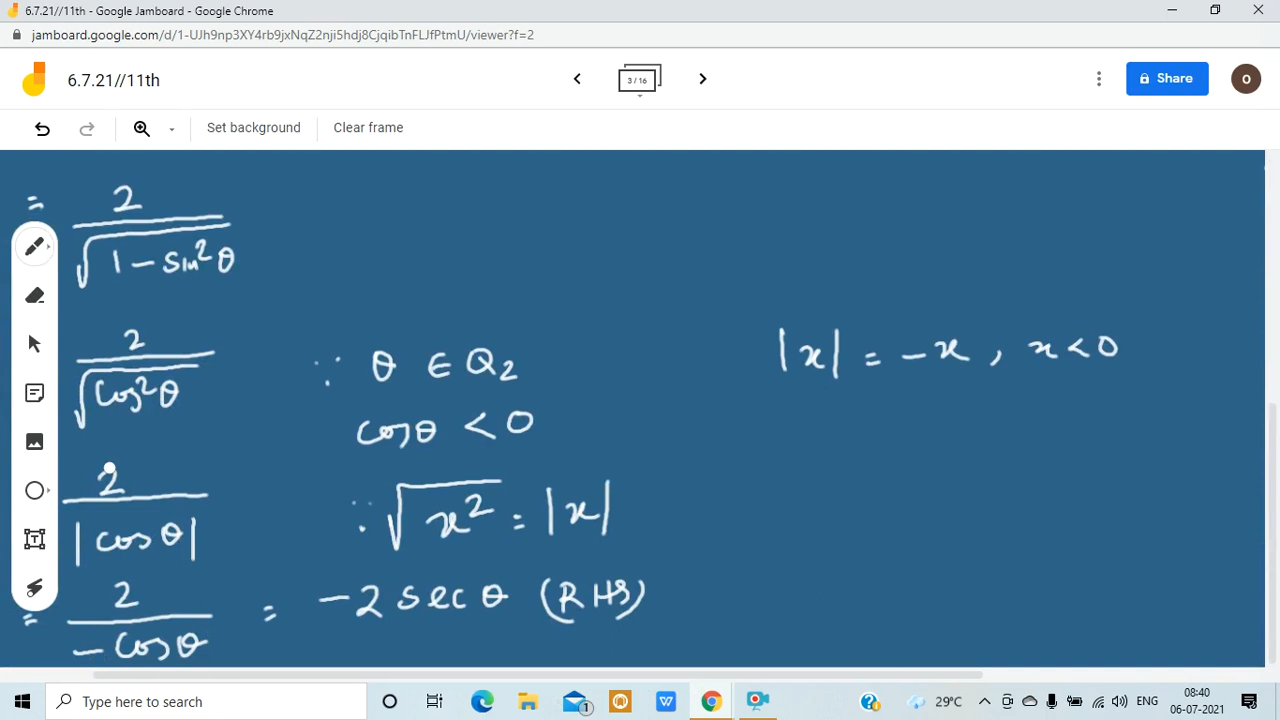 6.7.21//11th - Google Jamboard - Google Chrome
jamboard.google.com/d/1-UJh9np3XY4rb9jxNqZ2nji5hdj8CjqibTnFLJfPtmU/viewer?f=2
6.7.21//11th
3 / 16
Share
O
Set background
Clear frame
= 2 / √(1 - sin²θ)
2 / √(cos²θ)
∵ θ ∈ Q₂
cosθ < 0
|x| = -x , x < 0
2 / |cosθ|
∵ √x² = |x|
= 2 / -cosθ = -2 sec θ (RHS)
Type here to search
1
29°C
ENG
08:40
06-07-2021